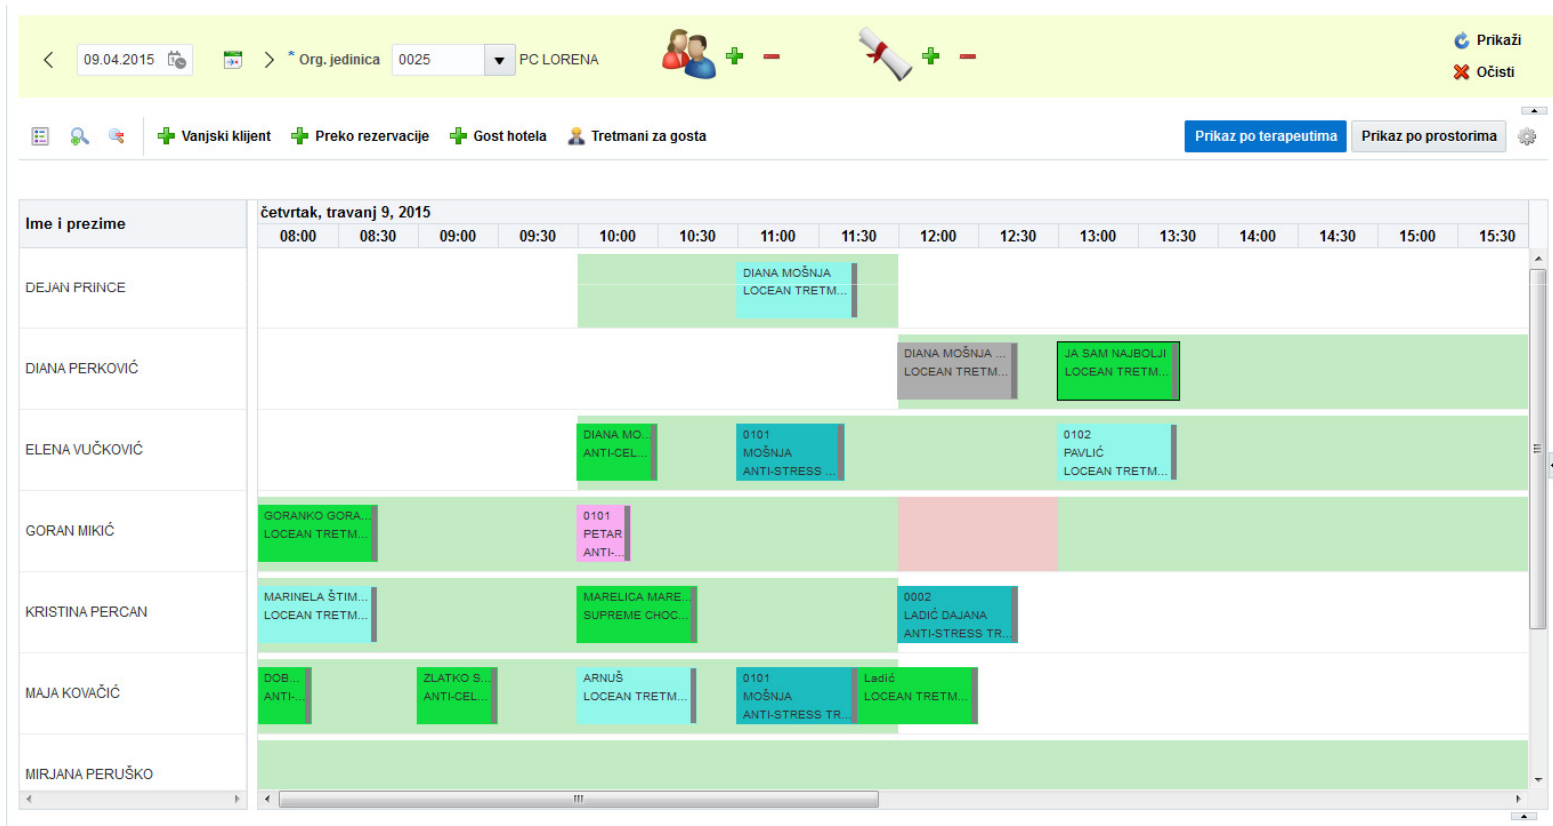 09.04.2015 * Org. jedinica 0025 PC LORENA
Prikaži
Očisti
Vanjski klijent Preko rezervacije Gost hotela Tretmani za gosta Prikaz po terapeutima Prikaz po prostorima
Ime i prezime
četvrtak, travanj 9, 2015
08:00 08:30 09:00 09:30 10:00 10:30 11:00 11:30 12:00 12:30 13:00 13:30 14:00 14:30 15:00 15:30
DEJAN PRINCE
DIANA MOŠNJA
LOCEAN TRETM...
DIANA PERKOVIĆ
DIANA MOŠNJA ...
LOCEAN TRETM...
JA SAM NAJBOLJI
LOCEAN TRETM...
ELENA VUČKOVIĆ
DIANA MO...
ANTI-CEL...
0101
MOŠNJA
ANTI-STRESS ...
0102
PAVLIĆ
LOCEAN TRETM...
GORAN MIKIĆ
GORANKO GORA...
LOCEAN TRETM...
0101
PETAR
ANTI-...
KRISTINA PERCAN
MARINELA ŠTIM...
LOCEAN TRETM...
MARELICA MARE...
SUPREME CHOC...
0002
LADIĆ DAJANA
ANTI-STRESS TR...
MAJA KOVAČIĆ
DOB...
ANTI-...
ZLATKO S...
ANTI-CEL...
ARNUŠ
LOCEAN TRETM...
0101
MOŠNJA
ANTI-STRESS TR...
Ladić
LOCEAN TRETM...
MIRJANA PERUŠKO